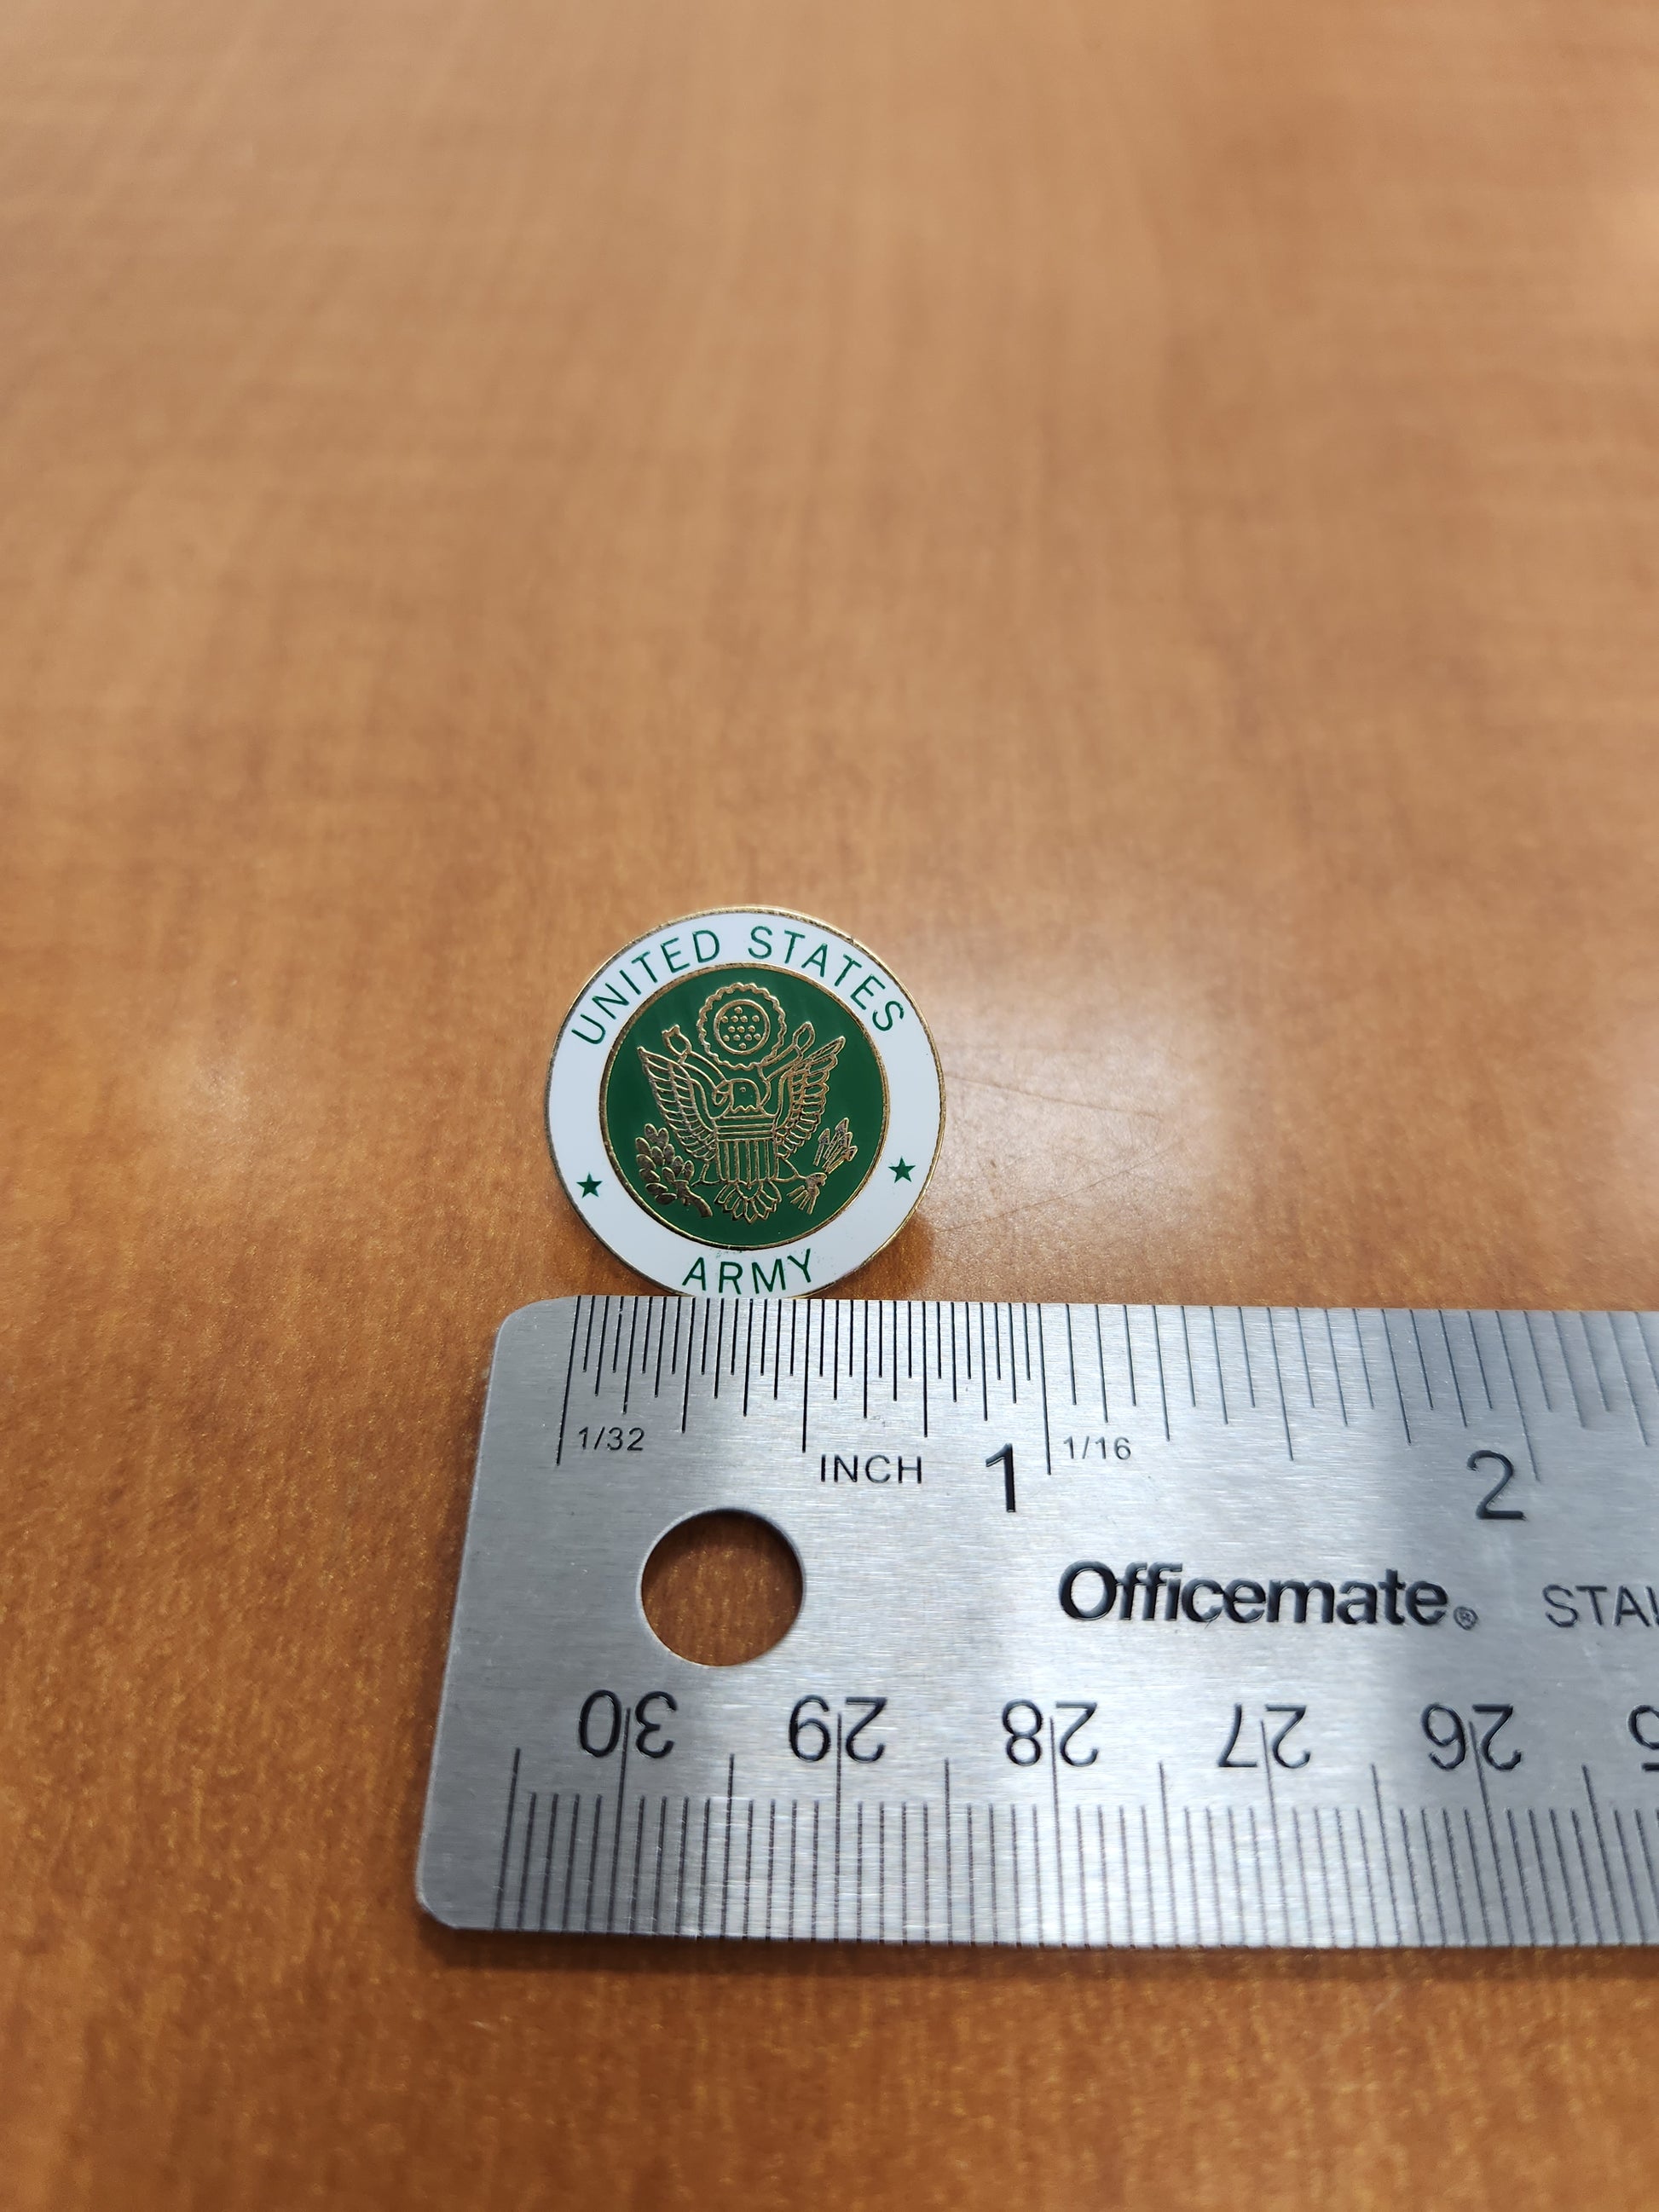 UNITED STATES
ARMY
1/32
INCH
1
1/16
2
Officemate®
30
29
28
27
26